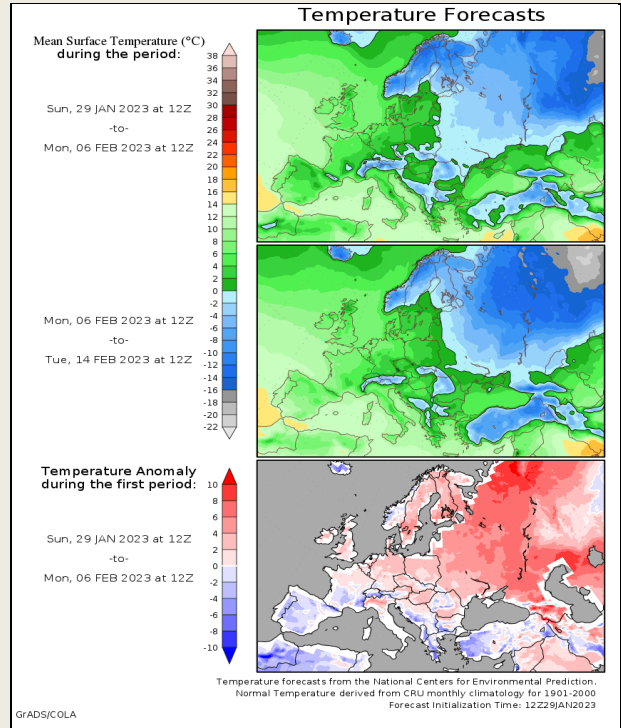 Temperature Forecasts
Mean Surface Temperature (°C)
during the period:
Sun, 29 JAN 2023 at 12Z
-to-
Mon, 06 FEB 2023 at 12Z
38
36
34
32
30
28
26
24
22
20
18
16
14
12
10
8
6
4
2
0
-2
-4
-6
-8
-10
-12
-14
-16
-18
-20
-22
Mon, 06 FEB 2023 at 12Z
-to-
Tue, 14 FEB 2023 at 12Z
Temperature Anomaly
during the first period:
Sun, 29 JAN 2023 at 12Z
-to-
Mon, 06 FEB 2023 at 12Z
10
8
6
4
2
0
-2
-4
-6
-8
-10
Temperature forecasts from the National Centers for Environmental Prediction.
Normal Temperature derived from CRU monthly climatology for 1901-2000
Forecast Initialization Time: 12Z29JAN2023
GrADS/COLA